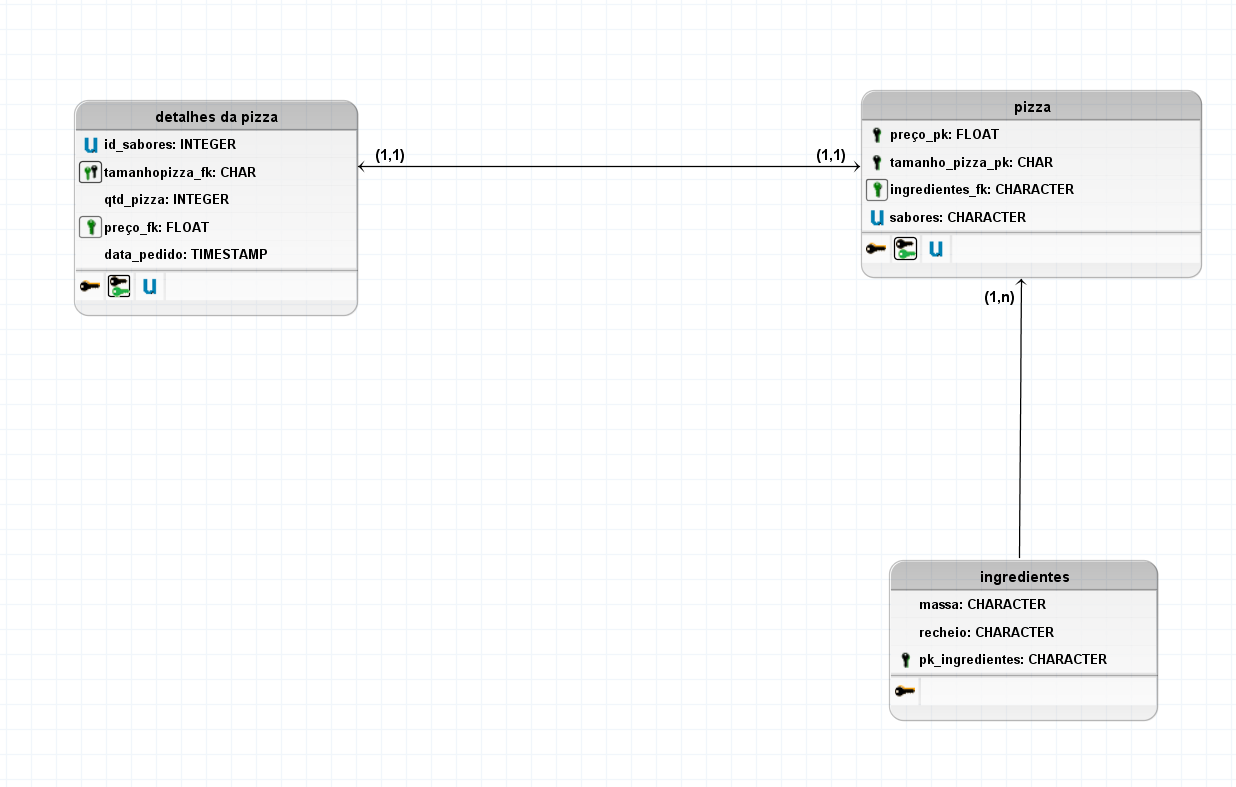 detalhes da pizza
id_sabores: INTEGER
tamanhopizza_fk: CHAR
qtd_pizza: INTEGER
preço_fk: FLOAT
data_pedido: TIMESTAMP
(1,1)
(1,1)
pizza
preço_pk: FLOAT
tamanho_pizza_pk: CHAR
ingredientes_fk: CHARACTER
sabores: CHARACTER
(1,n)
ingredientes
massa: CHARACTER
recheio: CHARACTER
pk_ingredientes: CHARACTER